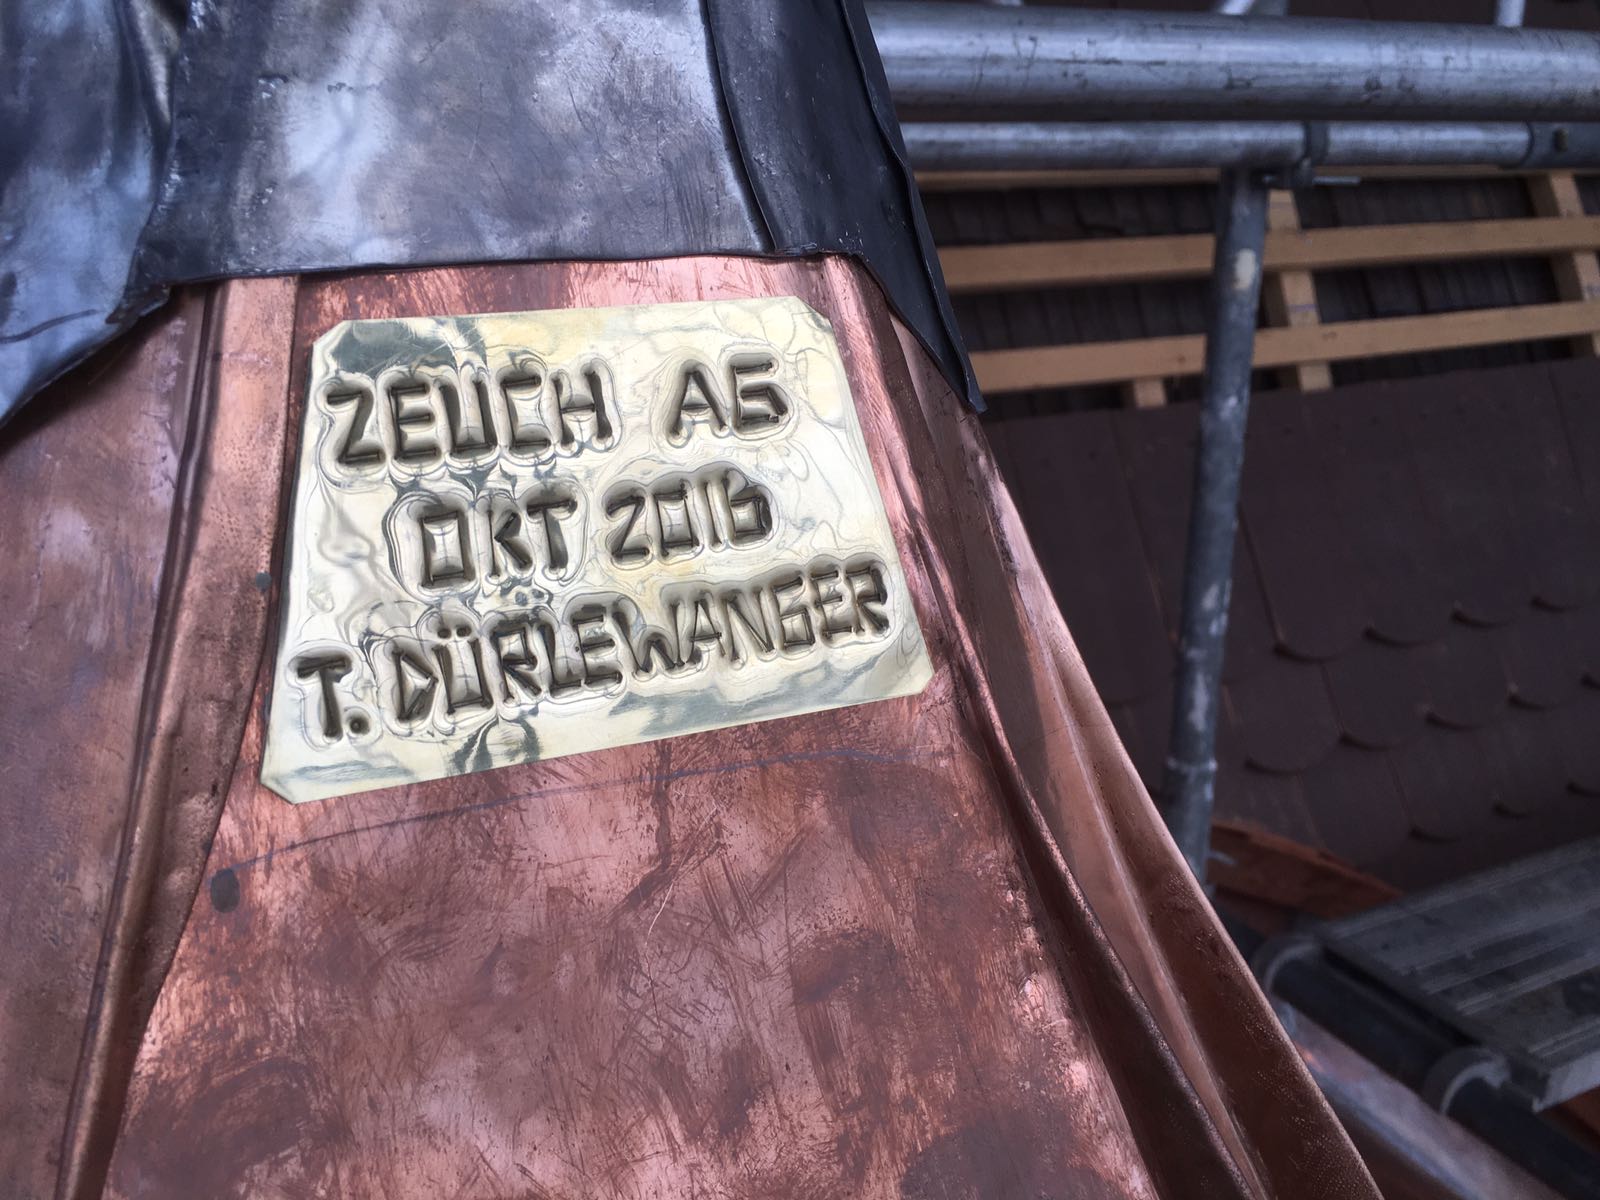 ZEUCH AG
OKT 2016
T. DÜRLEWANGER